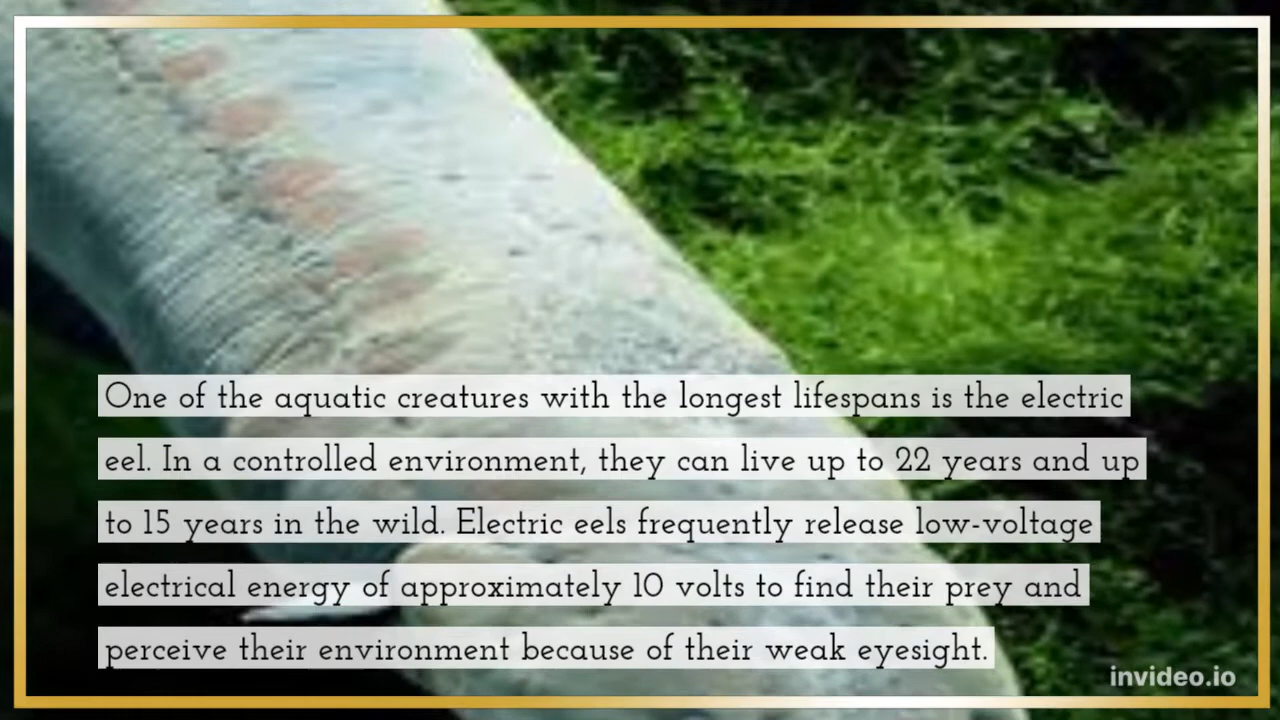 One of the aquatic creatures with the longest lifespans is the electric
eel. In a controlled environment, they can live up to 22 years and up
to 15 years in the wild. Electric eels frequently release low-voltage
electrical energy of approximately 10 volts to find their prey and
perceive their environment because of their weak eyesight.
invideo.io